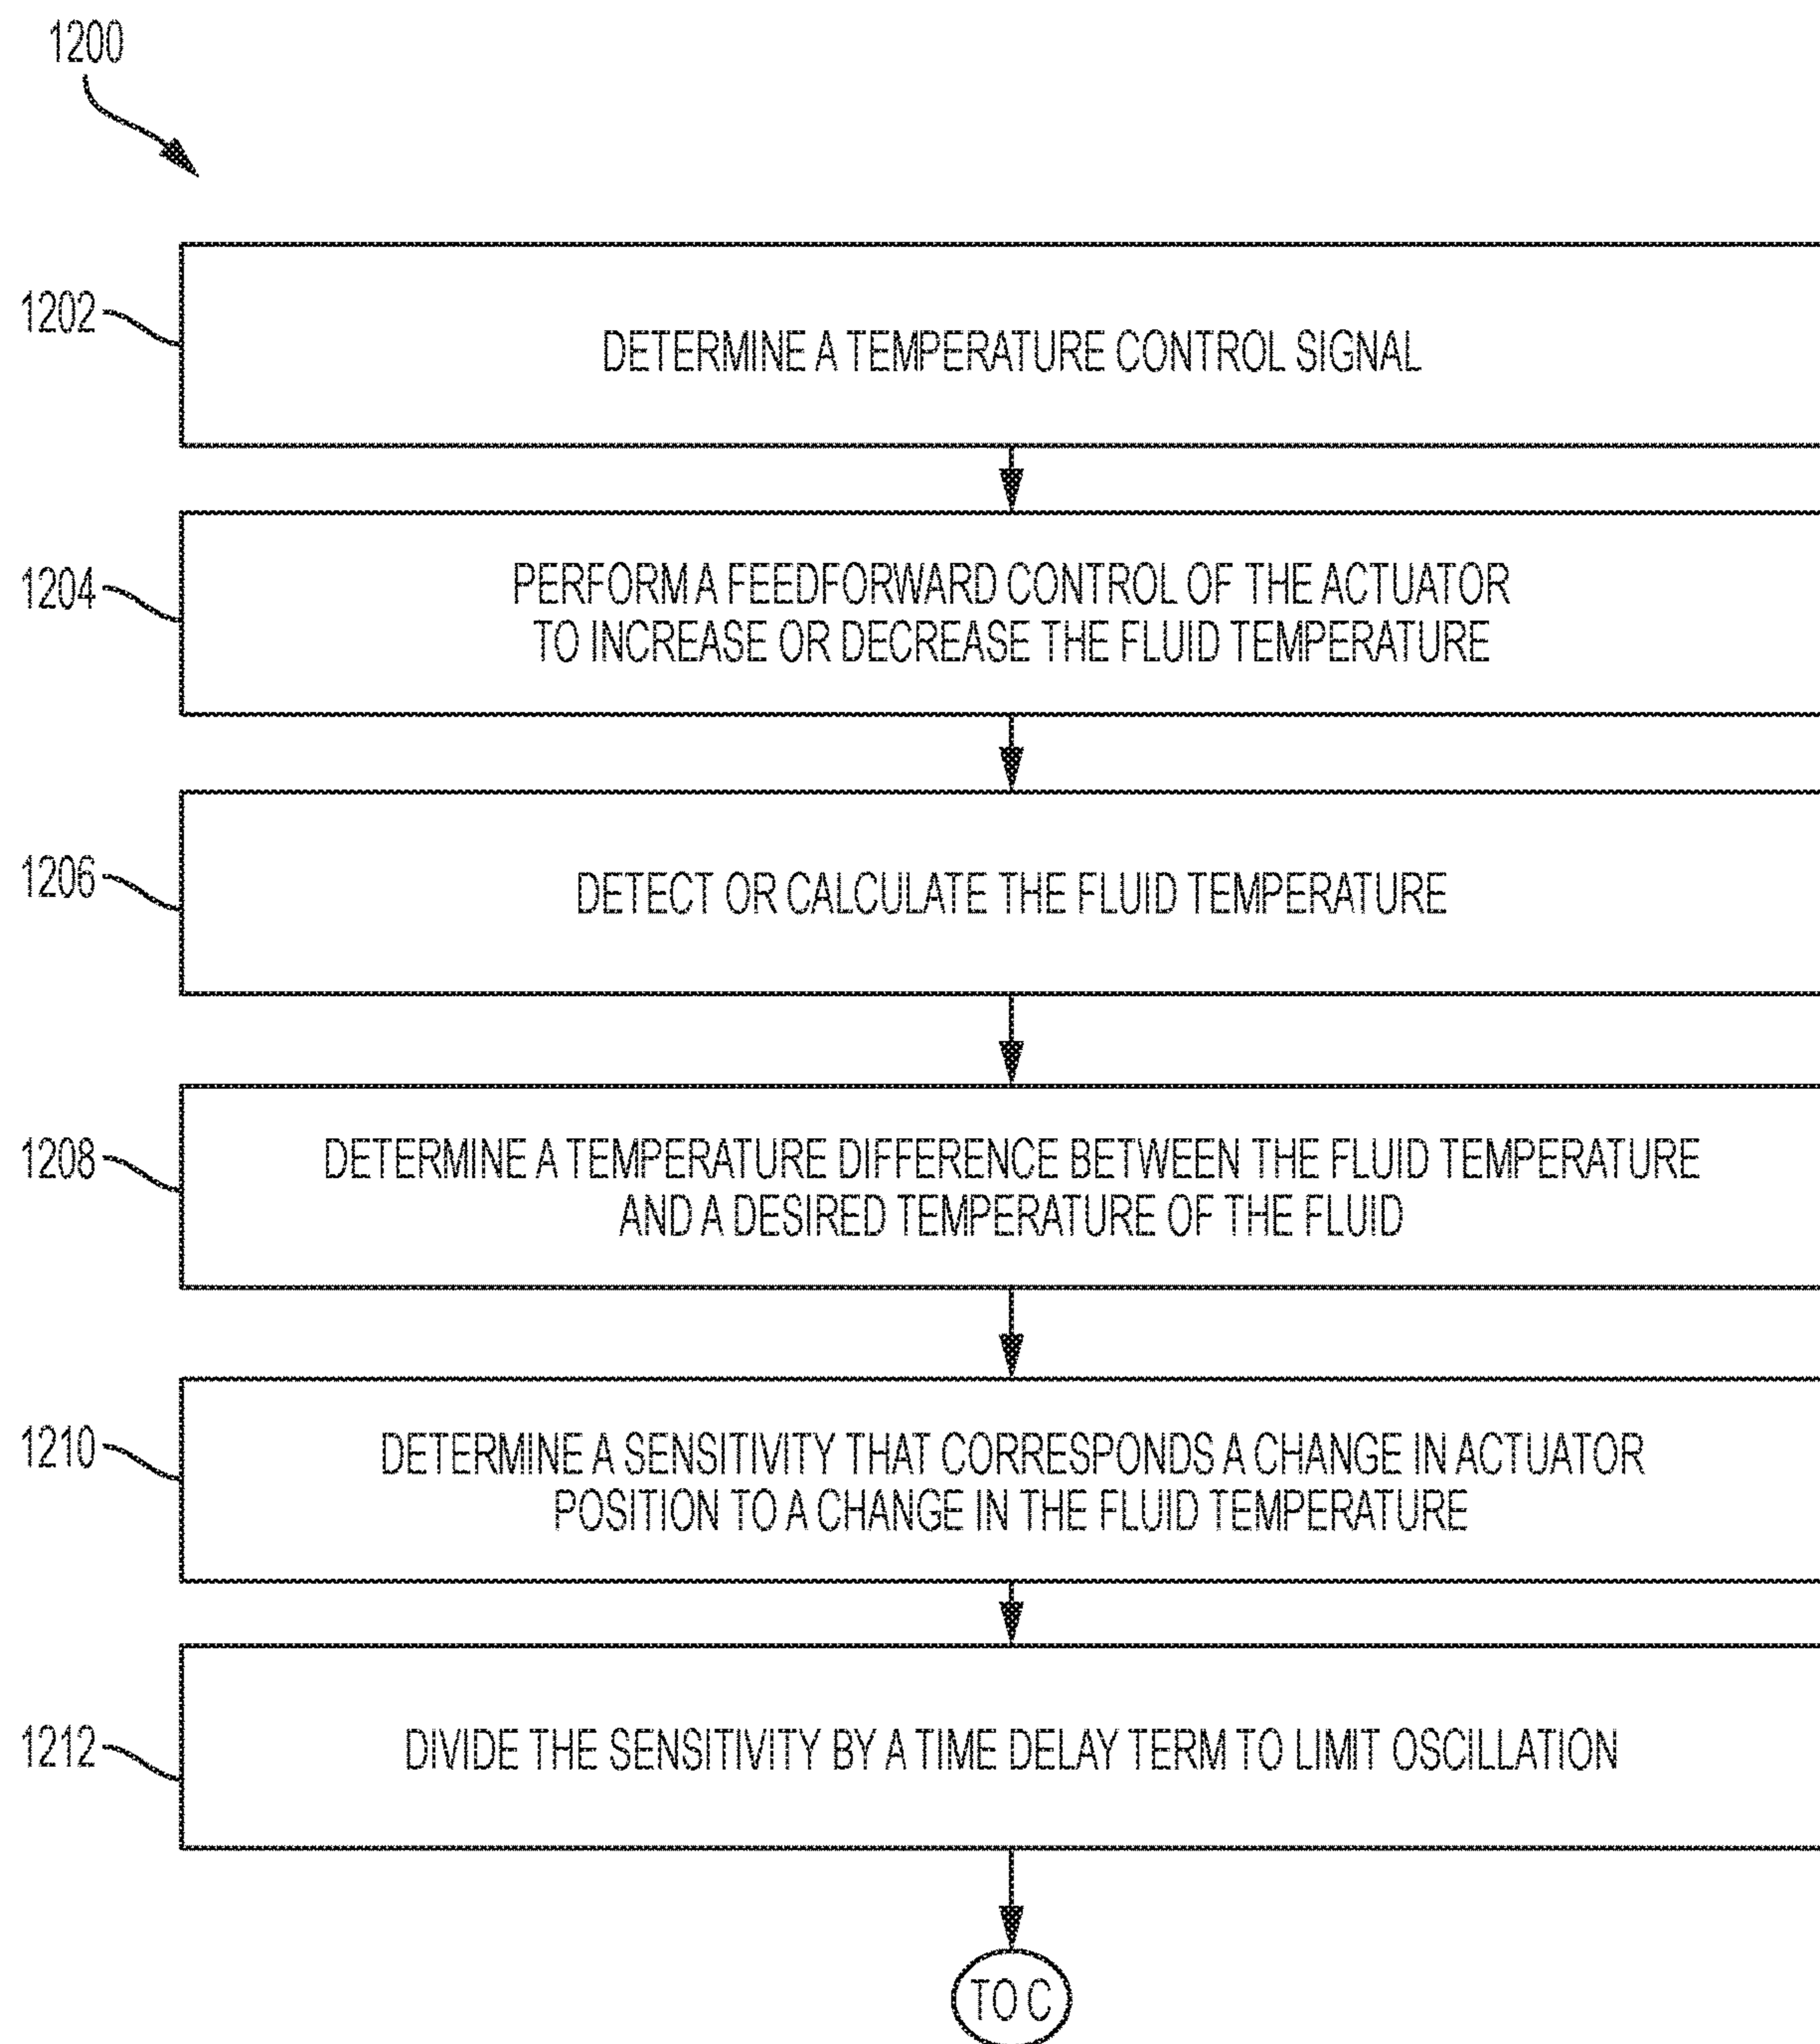 1200
1202
DETERMINE A TEMPERATURE CONTROL SIGNAL
1204
PERFORM A FEEDFORWARD CONTROL OF THE ACTUATOR
TO INCREASE OR DECREASE THE FLUID TEMPERATURE
1206
DETECT OR CALCULATE THE FLUID TEMPERATURE
1208
DETERMINE A TEMPERATURE DIFFERENCE BETWEEN THE FLUID TEMPERATURE
AND A DESIRED TEMPERATURE OF THE FLUID
1210
DETERMINE A SENSITIVITY THAT CORRESPONDS A CHANGE IN ACTUATOR
POSITION TO A CHANGE IN THE FLUID TEMPERATURE
1212
DIVIDE THE SENSITIVITY BY A TIME DELAY TERM TO LIMIT OSCILLATION
TO C